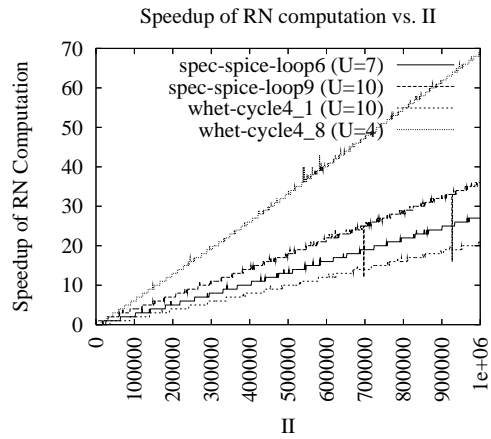 Speedup of RN computation vs. II
70
60
50
40
30
20
10
0
Speedup of RN Computation
spec-spice-loop6 (U=7)
spec-spice-loop9 (U=10)
whet-cycle4_1 (U=10)
whet-cycle4_8 (U=4)
0
100000
200000
300000
400000
500000
600000
700000
800000
900000
1e+06
II